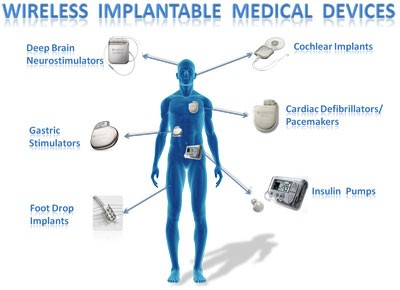 WIRELESS IMPLANTABLE MEDICAL DEVICES
Deep Brain
Neurostimulators
Cochlear Implants
Cardiac Defibrillators/
Pacemakers
Gastric
Stimulators
Insulin Pumps
Foot Drop
Implants